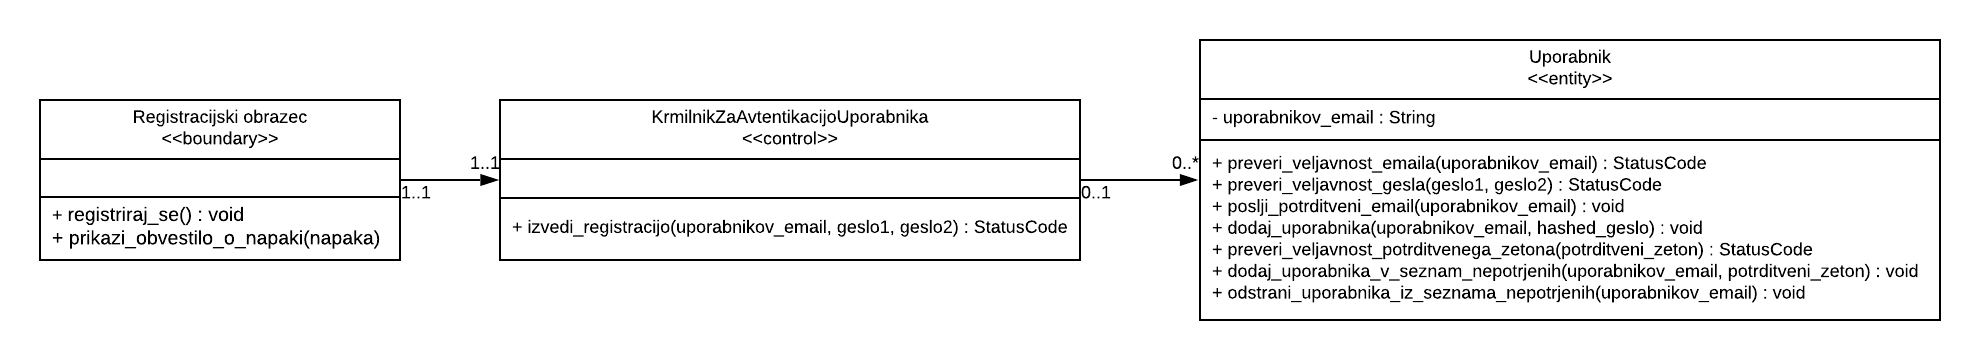 Registracijski obrazec
<<boundary>>
+ registriraj_se() : void
+ prikazi_obvestilo_o_napaki(napaka)
1..1
1..1
KrmilnikZaAvtentikacijoUporabnika
<<control>>
+ izvedi_registracijo(uporabnikov_email, geslo1, geslo2) : StatusCode
0..*
0..1
Uporabnik
<<entity>>
- uporabnikov_email : String
+ preveri_veljavnost_emaila(uporabnikov_email) : StatusCode
+ preveri_veljavnost_gesla(geslo1, geslo2) : StatusCode
+ poslji_potrditveni_email(uporabnikov_email) : void
+ dodaj_uporabnika(uporabnikov_email, hashed_geslo) : void
+ preveri_veljavnost_potrditvenega_zetona(potrditveni_zeton) : StatusCode
+ dodaj_uporabnika_v_seznam_nepotrjenih(uporabnikov_email, potrditveni_zeton) : void
+ odstrani_uporabnika_iz_seznama_nepotrjenih(uporabnikov_email) : void